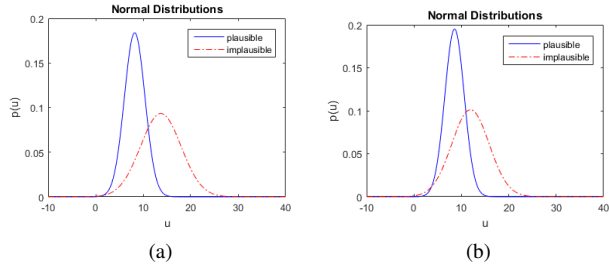 Normal Distributions
0.2
0.15
0.1
0.05
0
-10 0 10 20 30 40
p(u)
u
plausible
implausible
(a)
Normal Distributions
0.2
0.15
0.1
0.05
0
-10 0 10 20 30 40
p(u)
u
plausible
implausible
(b)